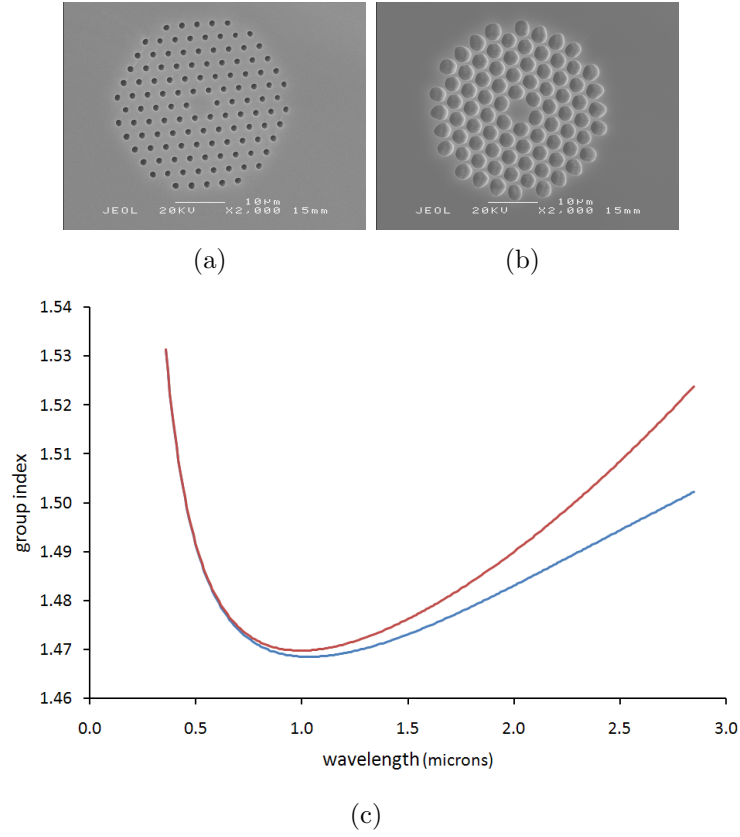 10μm
JEOL 20KV X2,000 15mm
10μm
JEOL 20KV X2,000 15mm
(a)
(b)
1.54
1.53
1.52
1.51
1.50
1.49
1.48
1.47
1.46
group index
0.0 0.5 1.0 1.5 2.0 2.5 3.0
wavelength (microns)
(c)